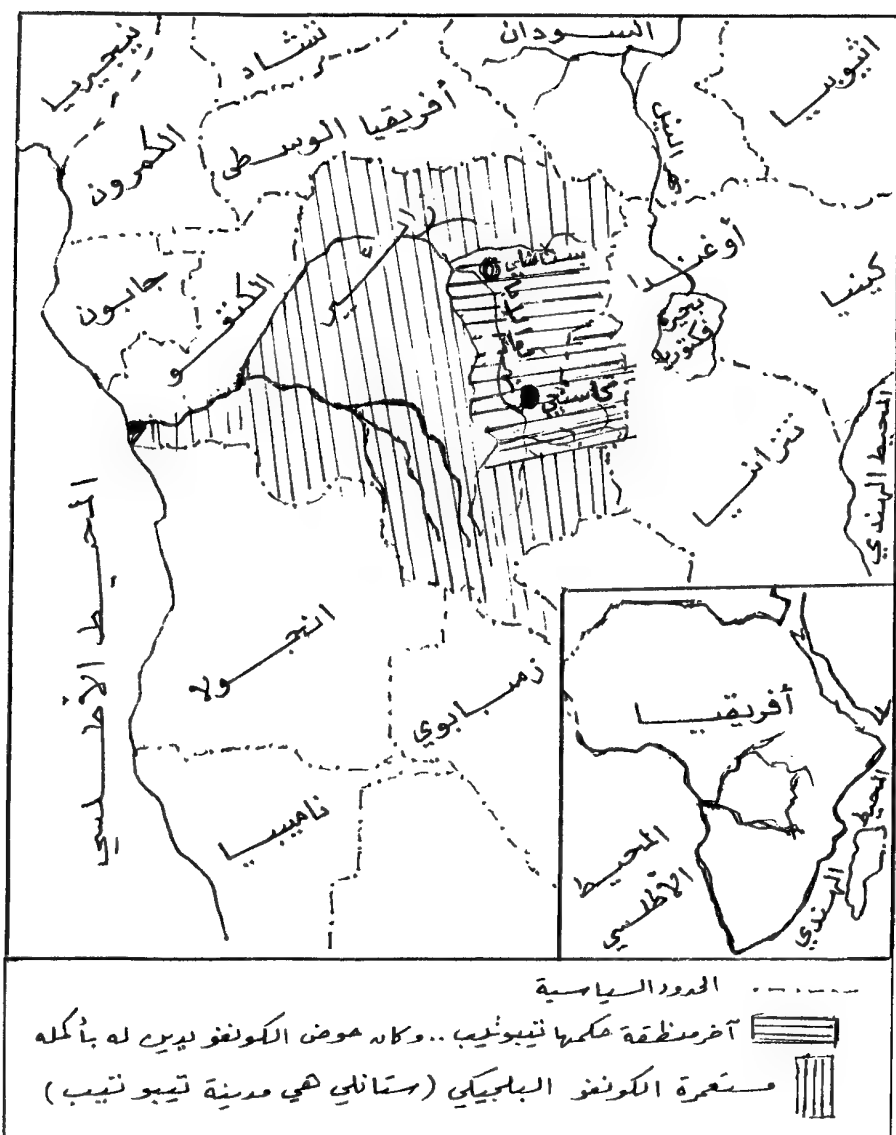 السودان
نيجيريا
تشاد
أثيوبيا
أفريقيا الوسطى
الكمرون
نهر النيل
زائير
ستانلي
أوغندا
كينيا
جابون
الكنغو
بحيرة
فكتوريا
كاسنجي
تنزانيا
المحيط الهندي
المحيط الأطلسي
انجولا
زمبابوي
ناميبيا
أفريقيا
المحيط
الهندي
المحيط
الأطلسي
الحدود السياسية
آخر منطقة حكمها تيبوتيب .. وكان حوض الكونغو يدين له بأكمله
مستعمرة الكونغو البلجيكي (ستانلي هي مدينة تيبو تيب)